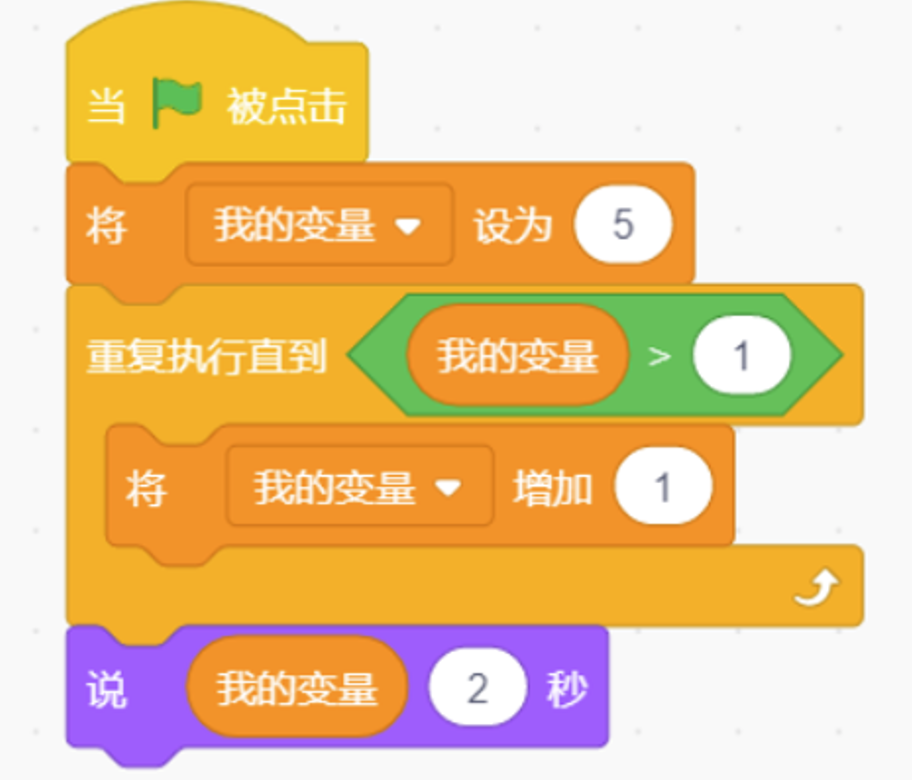 当 被点击
将 我的变量 设为 5
重复执行直到 我的变量 > 1
将 我的变量 增加 1
说 我的变量 2 秒